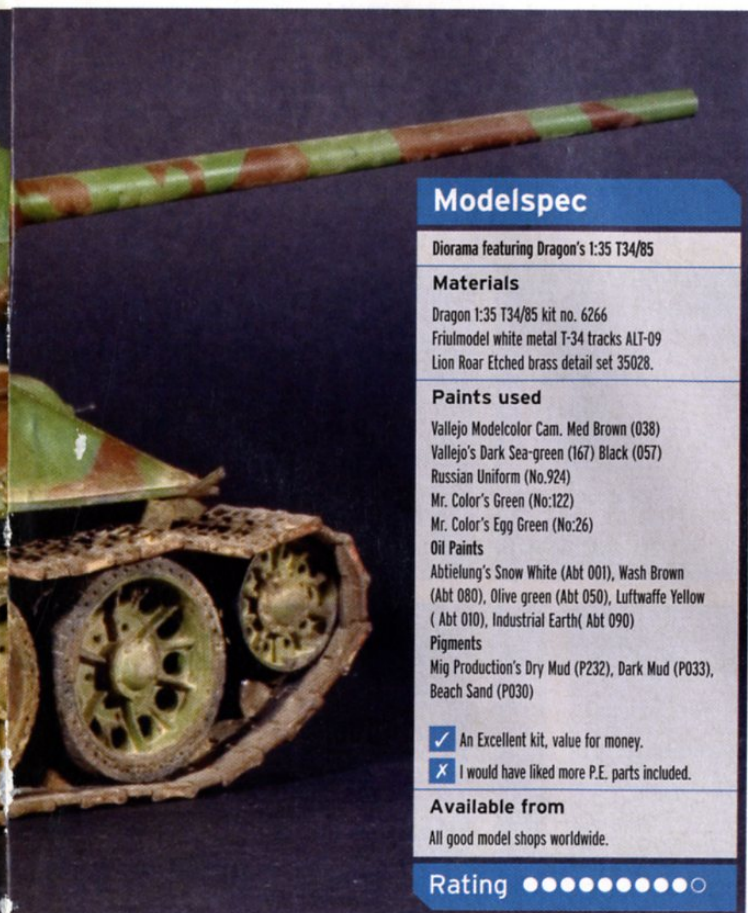 Modelspec
Diorama featuring Dragon's 1:35 T34/85
Materials
Dragon 1:35 T34/85 kit no. 6266
Friulmodel white metal T-34 tracks ALT-09
Lion Roar Etched brass detail set 35028.
Paints used
Vallejo Modelcolor Cam. Med Brown (038)
Vallejo's Dark Sea-green (167) Black (057)
Russian Uniform (No.924)
Mr. Color's Green (No:122)
Mr. Color's Egg Green (No:26)
Oil Paints
Abtielung's Snow White (Abt 001), Wash Brown
(Abt 080), Olive green (Abt 050), Luftwaffe Yellow
( Abt 010), Industrial Earth( Abt 090)
Pigments
Mig Production's Dry Mud (P232), Dark Mud (P033),
Beach Sand (P030)
✓ An Excellent kit, value for money.
✗ I would have liked more P.E. parts included.
Available from
All good model shops worldwide.
Rating ●●●●●●●●●○